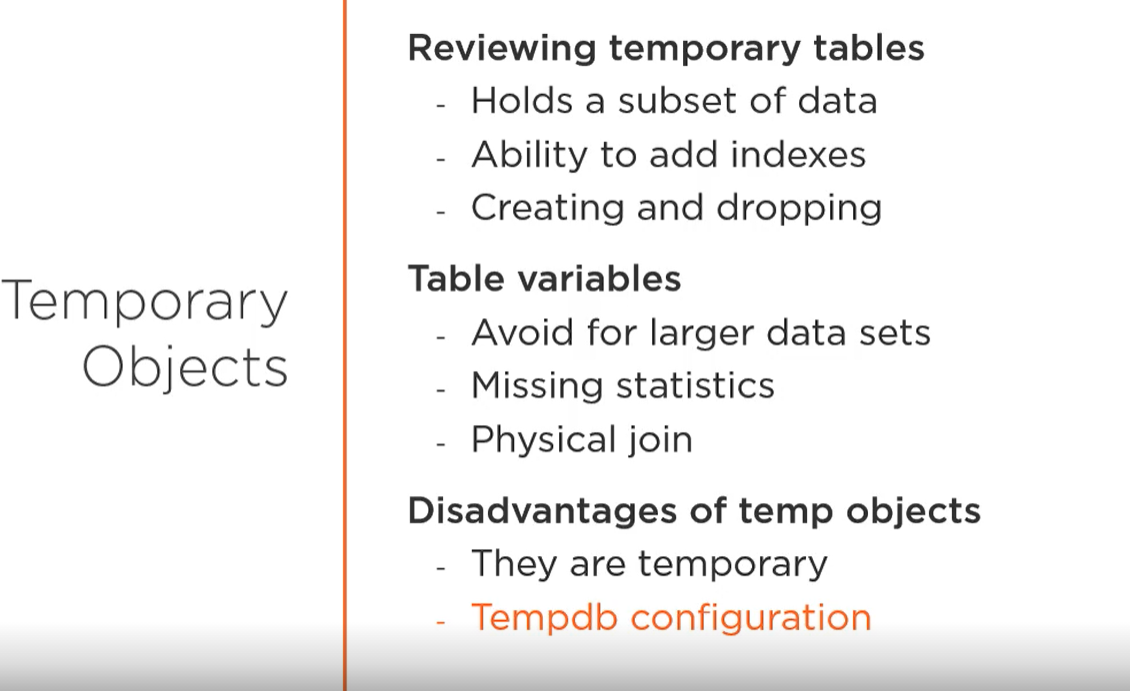 Temporary
Objects
Reviewing temporary tables
- Holds a subset of data
- Ability to add indexes
- Creating and dropping
Table variables
- Avoid for larger data sets
- Missing statistics
- Physical join
Disadvantages of temp objects
- They are temporary
- Tempdb configuration